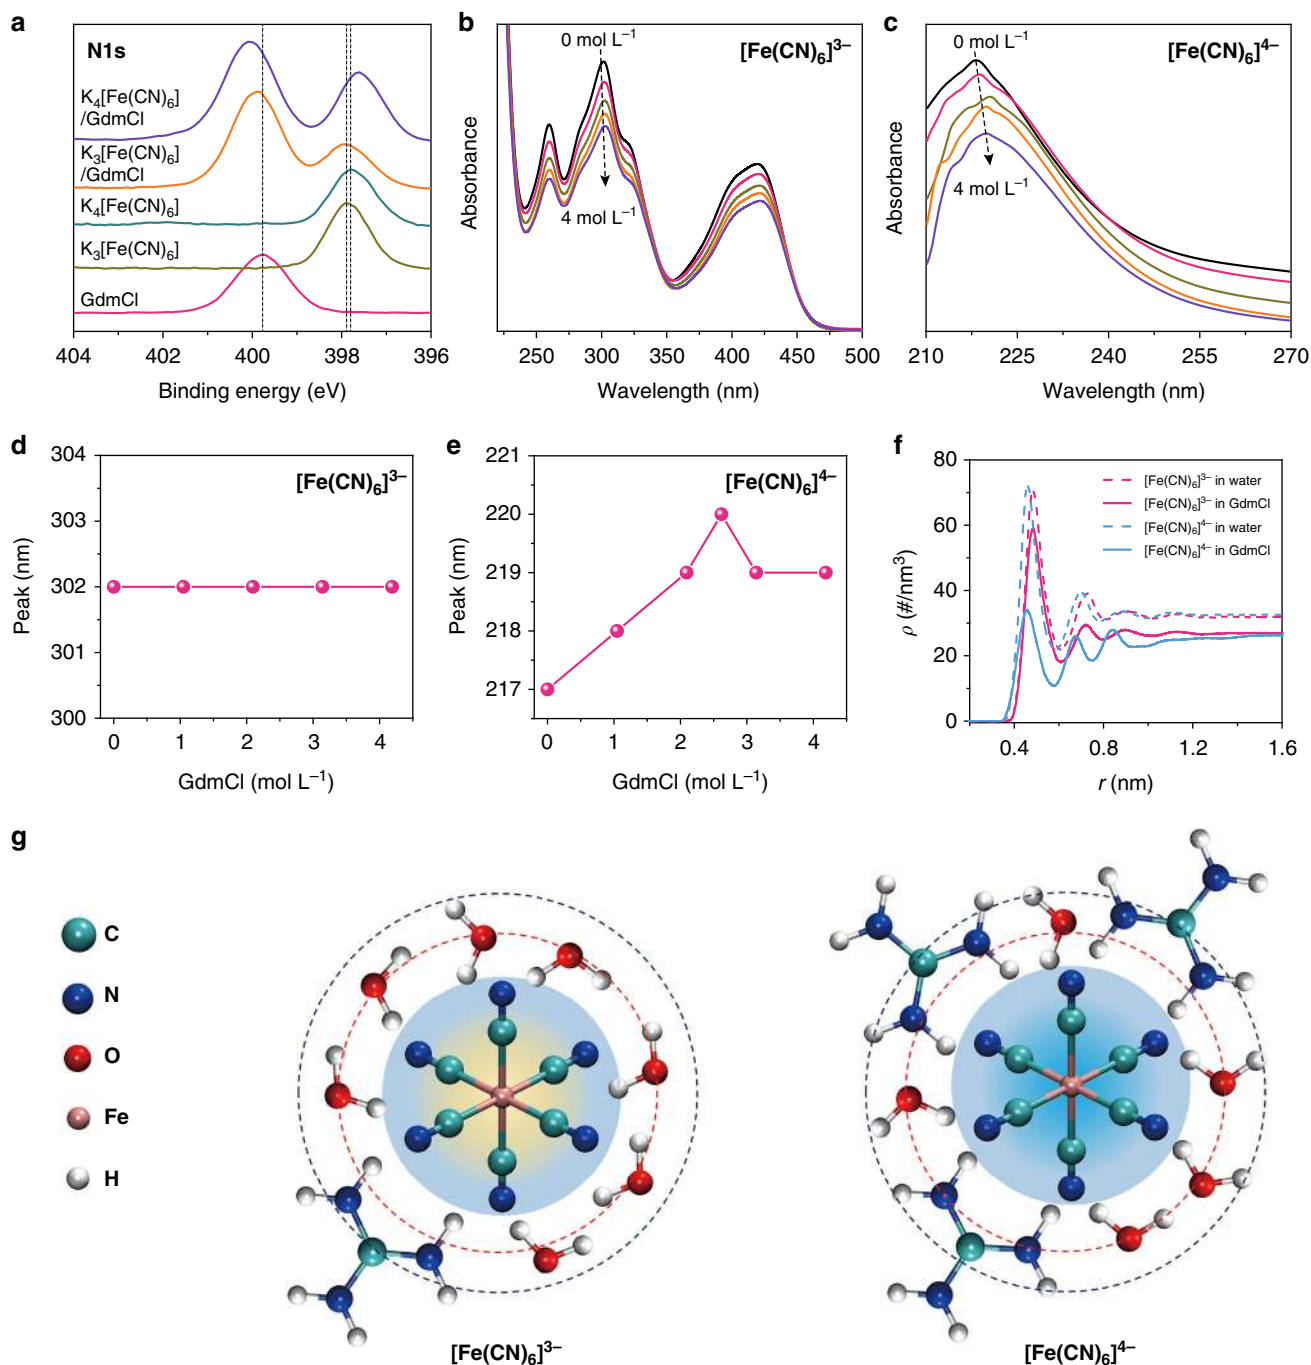 a
N1s
K₄[Fe(CN)₆]
/GdmCl
K₃[Fe(CN)₆]
/GdmCl
K₄[Fe(CN)₆]
K₃[Fe(CN)₆]
GdmCl
404 402 400 398 396
Binding energy (eV)
b
0 mol L⁻¹
[Fe(CN)₆]³⁻
4 mol L⁻¹
Absorbance
250 300 350 400 450 500
Wavelength (nm)
c
0 mol L⁻¹
[Fe(CN)₆]⁴⁻
4 mol L⁻¹
Absorbance
210 225 240 255 270
Wavelength (nm)
d
[Fe(CN)₆]³⁻
304
303
302
301
300
Peak (nm)
0 1 2 3 4
GdmCl (mol L⁻¹)
e
[Fe(CN)₆]⁴⁻
221
220
219
218
217
Peak (nm)
0 1 2 3 4
GdmCl (mol L⁻¹)
f
80
60
40
20
0
ρ (#/nm³)
[Fe(CN)₆]³⁻ in water
[Fe(CN)₆]³⁻ in GdmCl
[Fe(CN)₆]⁴⁻ in water
[Fe(CN)₆]⁴⁻ in GdmCl
0.4 0.8 1.2 1.6
r (nm)
g
C
N
O
Fe
H
[Fe(CN)₆]³⁻
[Fe(CN)₆]⁴⁻